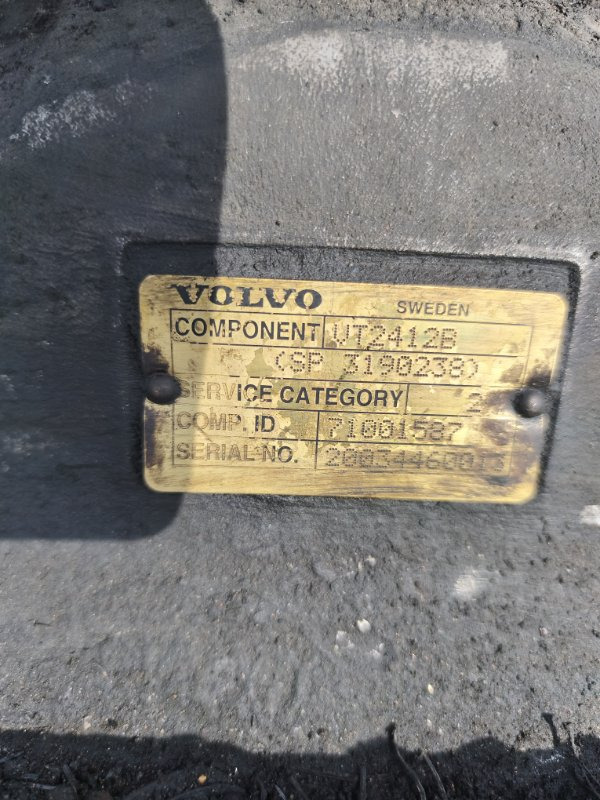 VOLVO SWEDEN
COMPONENT VT2412B
(SP 3190238)
SERVICE CATEGORY 2
COMP. ID 71001587
SERIAL NO.